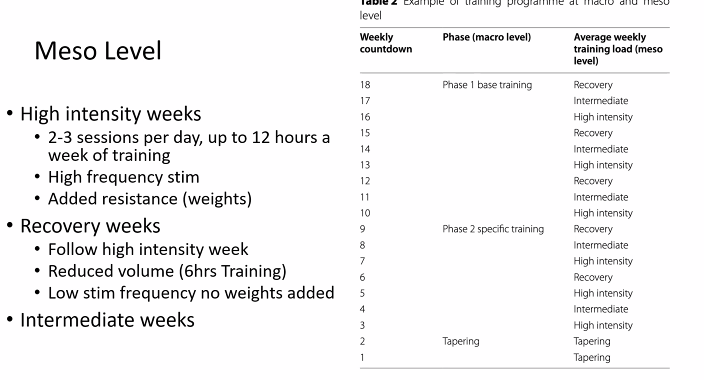 Meso Level
• High intensity weeks
• 2-3 sessions per day, up to 12 hours a
week of training
• High frequency stim
• Added resistance (weights)
• Recovery weeks
• Follow high intensity week
• Reduced volume (6hrs Training)
• Low stim frequency no weights added
• Intermediate weeks
Table 2 Example of training programme at macro and meso
level
Weekly countdown Phase (macro level) Average weekly training load (meso level)
18 Phase 1 base training Recovery
17 Intermediate
16 High intensity
15 Recovery
14 Intermediate
13 High intensity
12 Recovery
11 Intermediate
10 High intensity
9 Phase 2 specific training Recovery
8 Intermediate
7 High intensity
6 Recovery
5 High intensity
4 Intermediate
3 High intensity
2 Tapering Tapering
1 Tapering